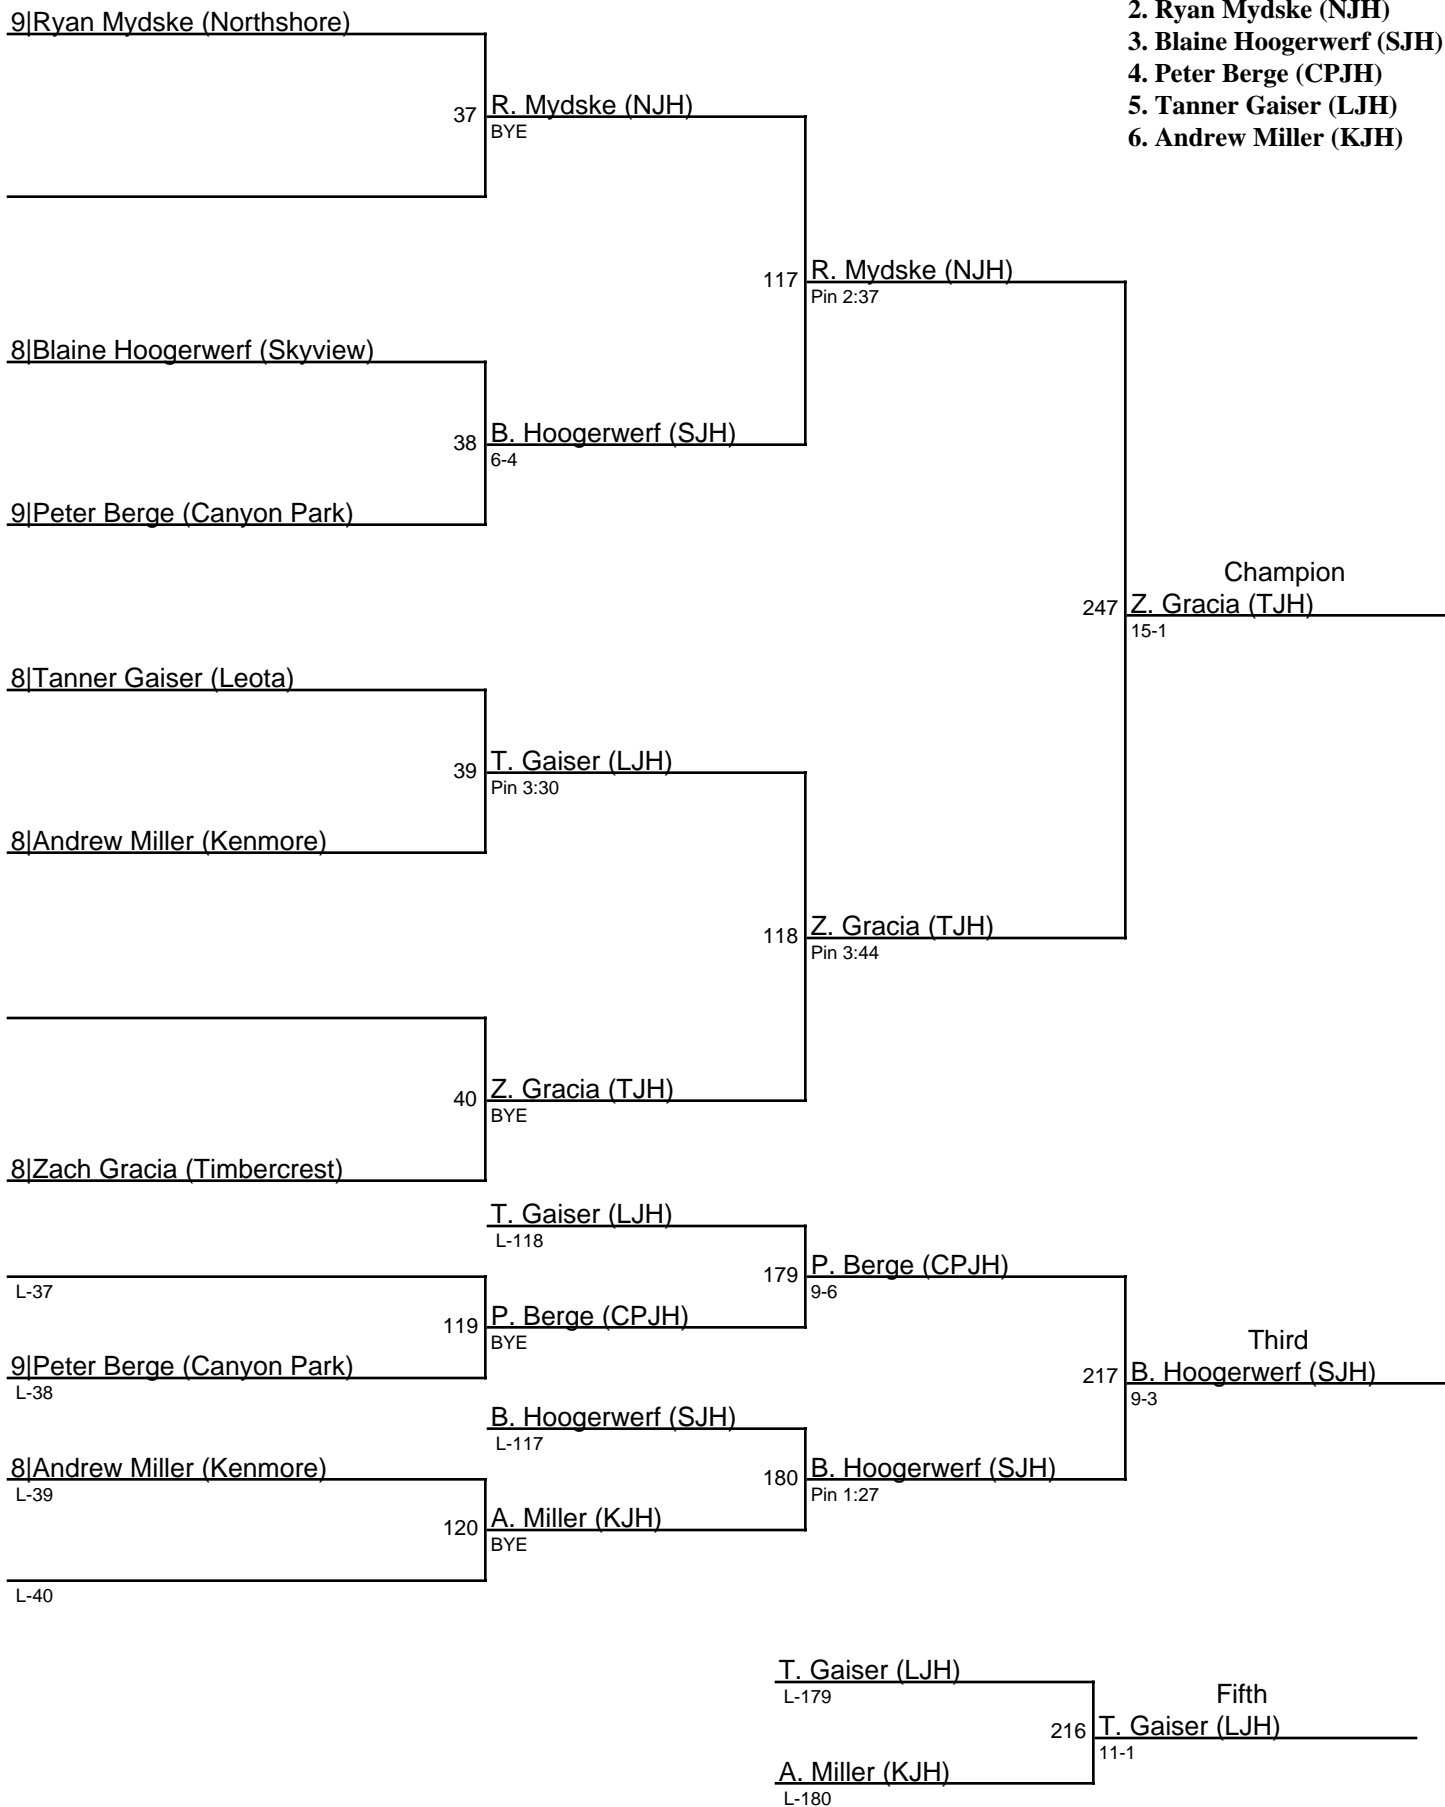 2. Ryan Mydske (NJH)
3. Blaine Hoogerwerf (SJH)
4. Peter Berge (CPJH)
5. Tanner Gaiser (LJH)
6. Andrew Miller (KJH)
9|Ryan Mydske (Northshore)
37 R. Mydske (NJH)
BYE
117 R. Mydske (NJH)
Pin 2:37
8|Blaine Hoogerwerf (Skyview)
38 B. Hoogerwerf (SJH)
6-4
9|Peter Berge (Canyon Park)
Champion
247 Z. Gracia (TJH)
15-1
8|Tanner Gaiser (Leota)
39 T. Gaiser (LJH)
Pin 3:30
8|Andrew Miller (Kenmore)
118 Z. Gracia (TJH)
Pin 3:44
40 Z. Gracia (TJH)
BYE
8|Zach Gracia (Timbercrest)
T. Gaiser (LJH)
L-118
179 P. Berge (CPJH)
9-6
L-37
119 P. Berge (CPJH)
BYE
9|Peter Berge (Canyon Park)
L-38
Third
217 B. Hoogerwerf (SJH)
9-3
B. Hoogerwerf (SJH)
L-117
8|Andrew Miller (Kenmore)
L-39
180 B. Hoogerwerf (SJH)
Pin 1:27
120 A. Miller (KJH)
BYE
L-40
T. Gaiser (LJH)
L-179
Fifth
216 T. Gaiser (LJH)
11-1
A. Miller (KJH)
L-180